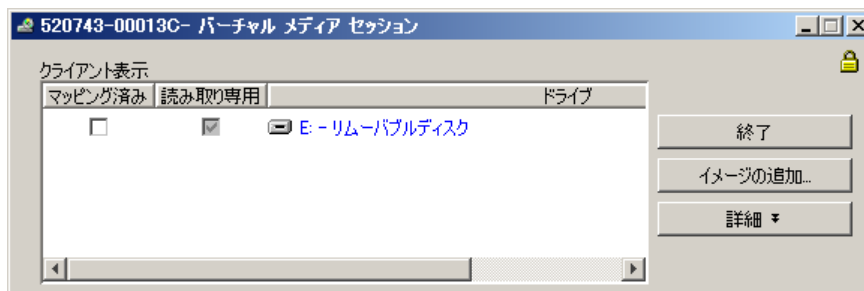 520743-00013C- バーチャル メディア セッション
クライアント表示
マッピング済み 読み取り専用 ドライブ
E: - リムーバブルディスク
終了
イメージの追加...
詳細